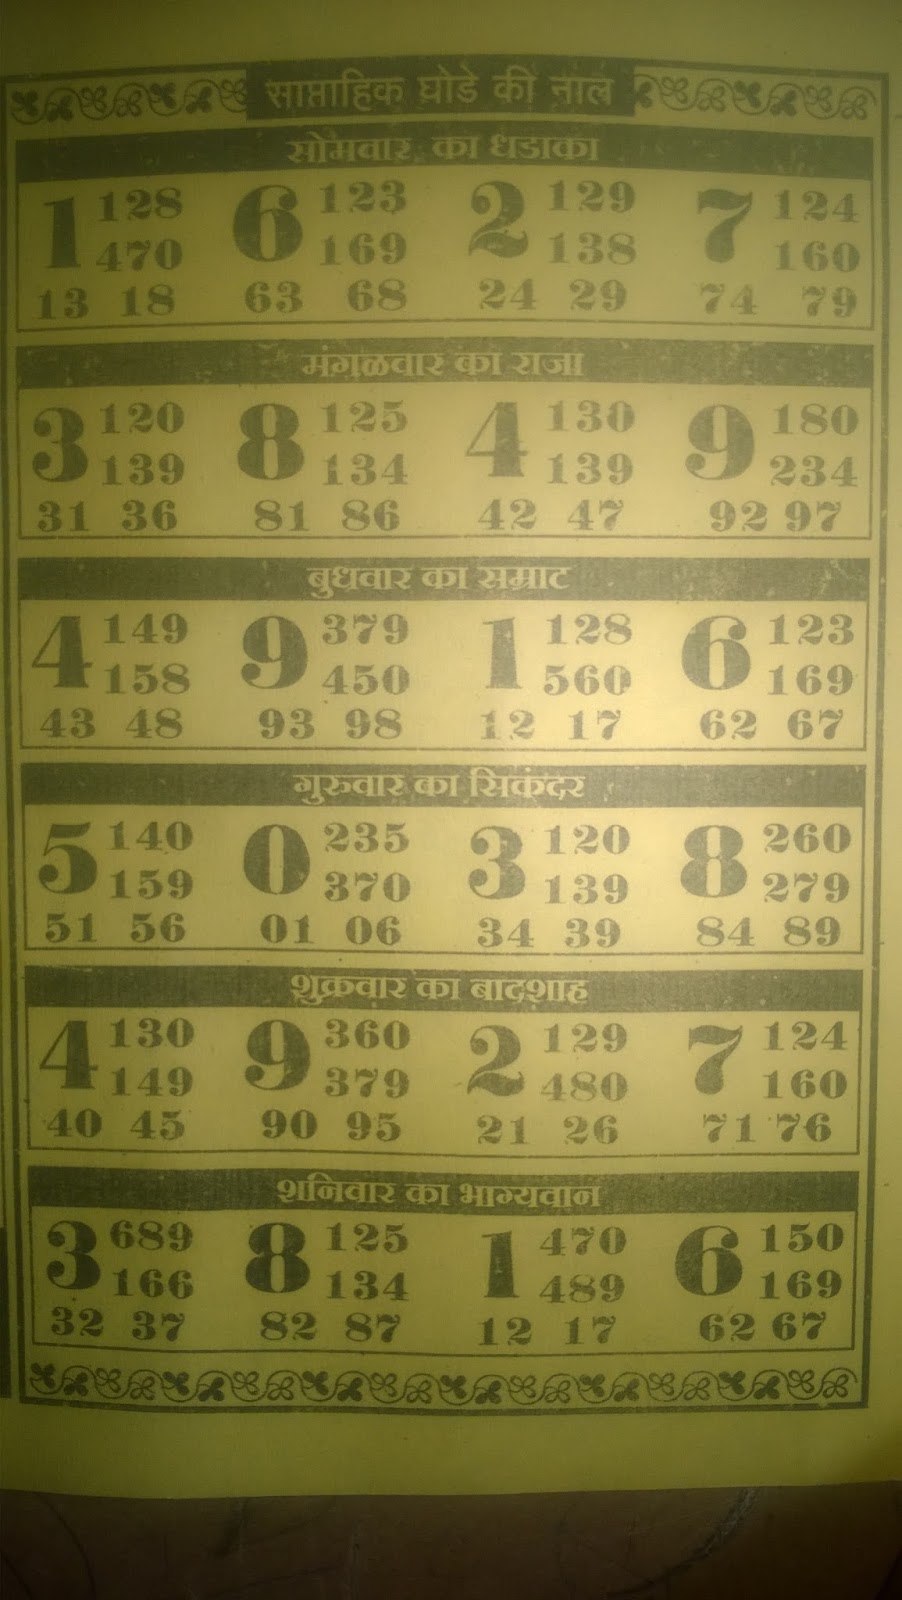 साप्ताहिक घोडे की नाल
सोमवार का धडाका
1 128 6 123 2 129 7 124
470 169 138 160
13 18 63 68 24 29 74 79
मंगळवार का राजा
3 120 8 125 4 130 9 180
139 134 139 234
31 36 81 86 42 47 92 97
बुधवार का सम्राट
4 149 9 379 1 128 6 123
158 450 560 169
43 48 93 98 12 17 62 67
गुरुवार का सिकंदर
5 140 0 235 3 120 8 260
159 370 139 279
51 56 01 06 34 39 84 89
शुक्रवार का बादशाह
4 130 9 360 2 129 7 124
149 379 480 160
40 45 90 95 21 26 71 76
शनिवार का भाग्यवान
3 689 8 125 1 470 6 150
166 134 489 169
32 37 82 87 12 17 62 67